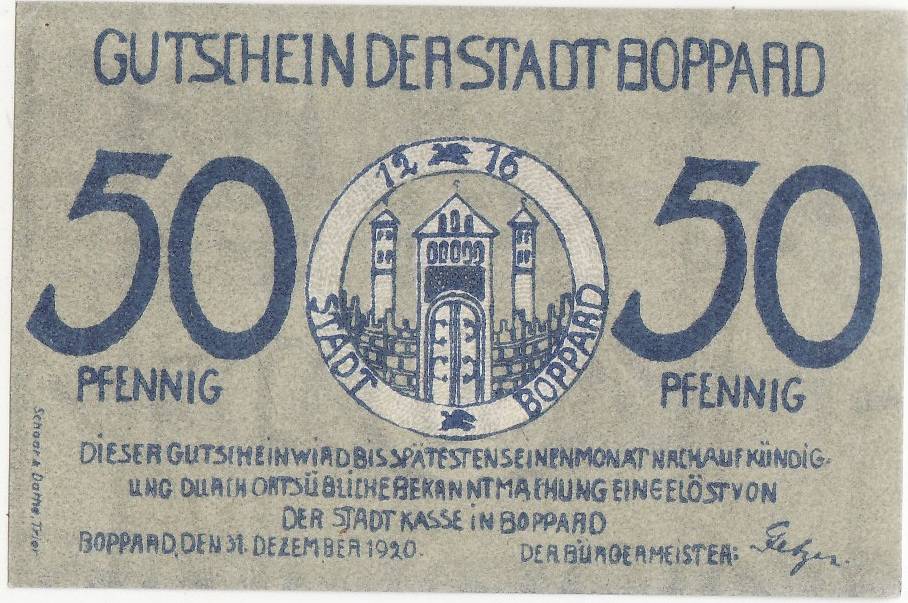 GUTSCHEIN DER STADT BOPPARD
50 50
12 16
STADT BOPPARD
PFENNIG PFENNIG
DIESER GUTSCHEIN WIRD BIS SPÄTESTENS EINEN MONAT NACH AUFKÜNDIG-
UNG DURCH ORTSÜBLICHE BEKANNTMACHUNG EINGELÖST VON
DER STADTKASSE IN BOPPARD
BOPPARD, DEN 31. DEZEMBER 1920. DER BÜRGERMEISTER:
Schaar & Dathe, Trier